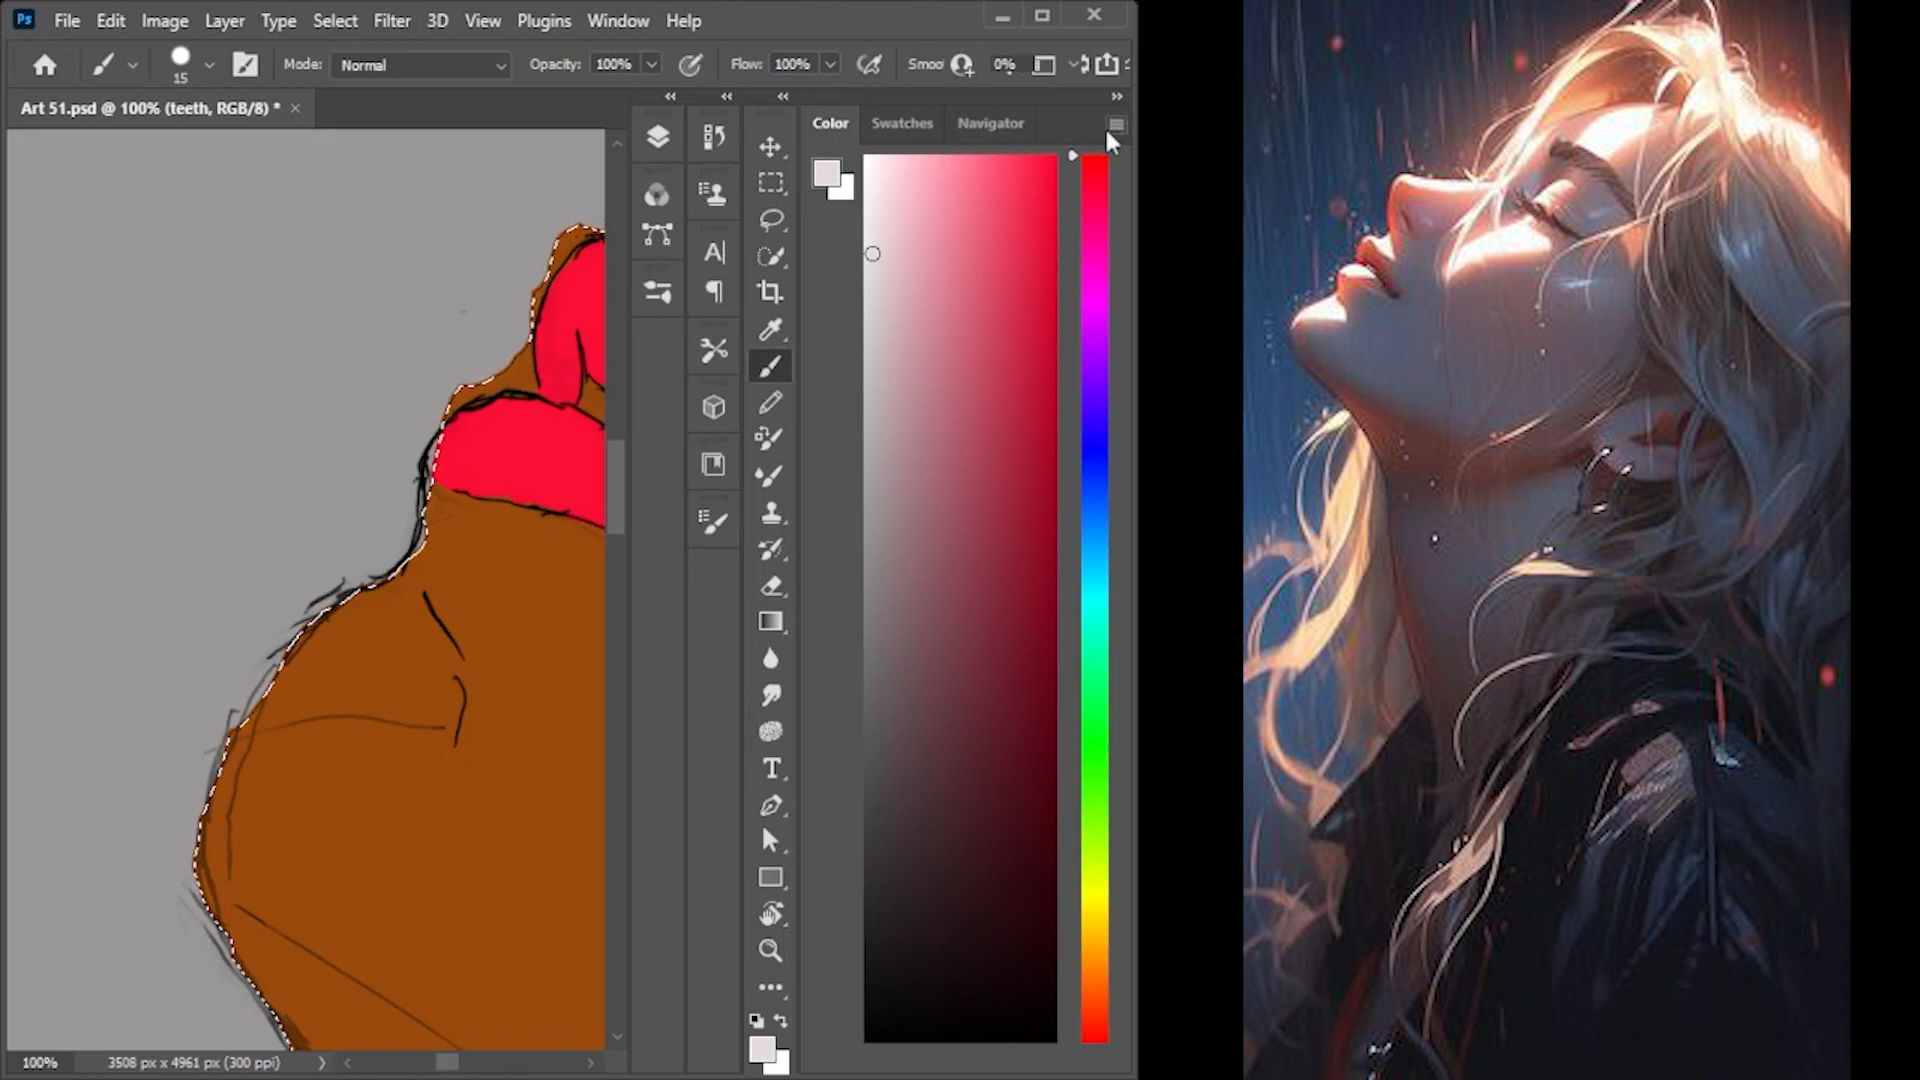 Ps File Edit Image Layer Type Select Filter 3D View Plugins Window Help
15 Mode: Normal Opacity: 100% Flow: 100% Smoo 0%
Art 51.psd @ 100% (teeth, RGB/8) *
Color Swatches Navigator
100% 3508 px x 4961 px (300 ppi)